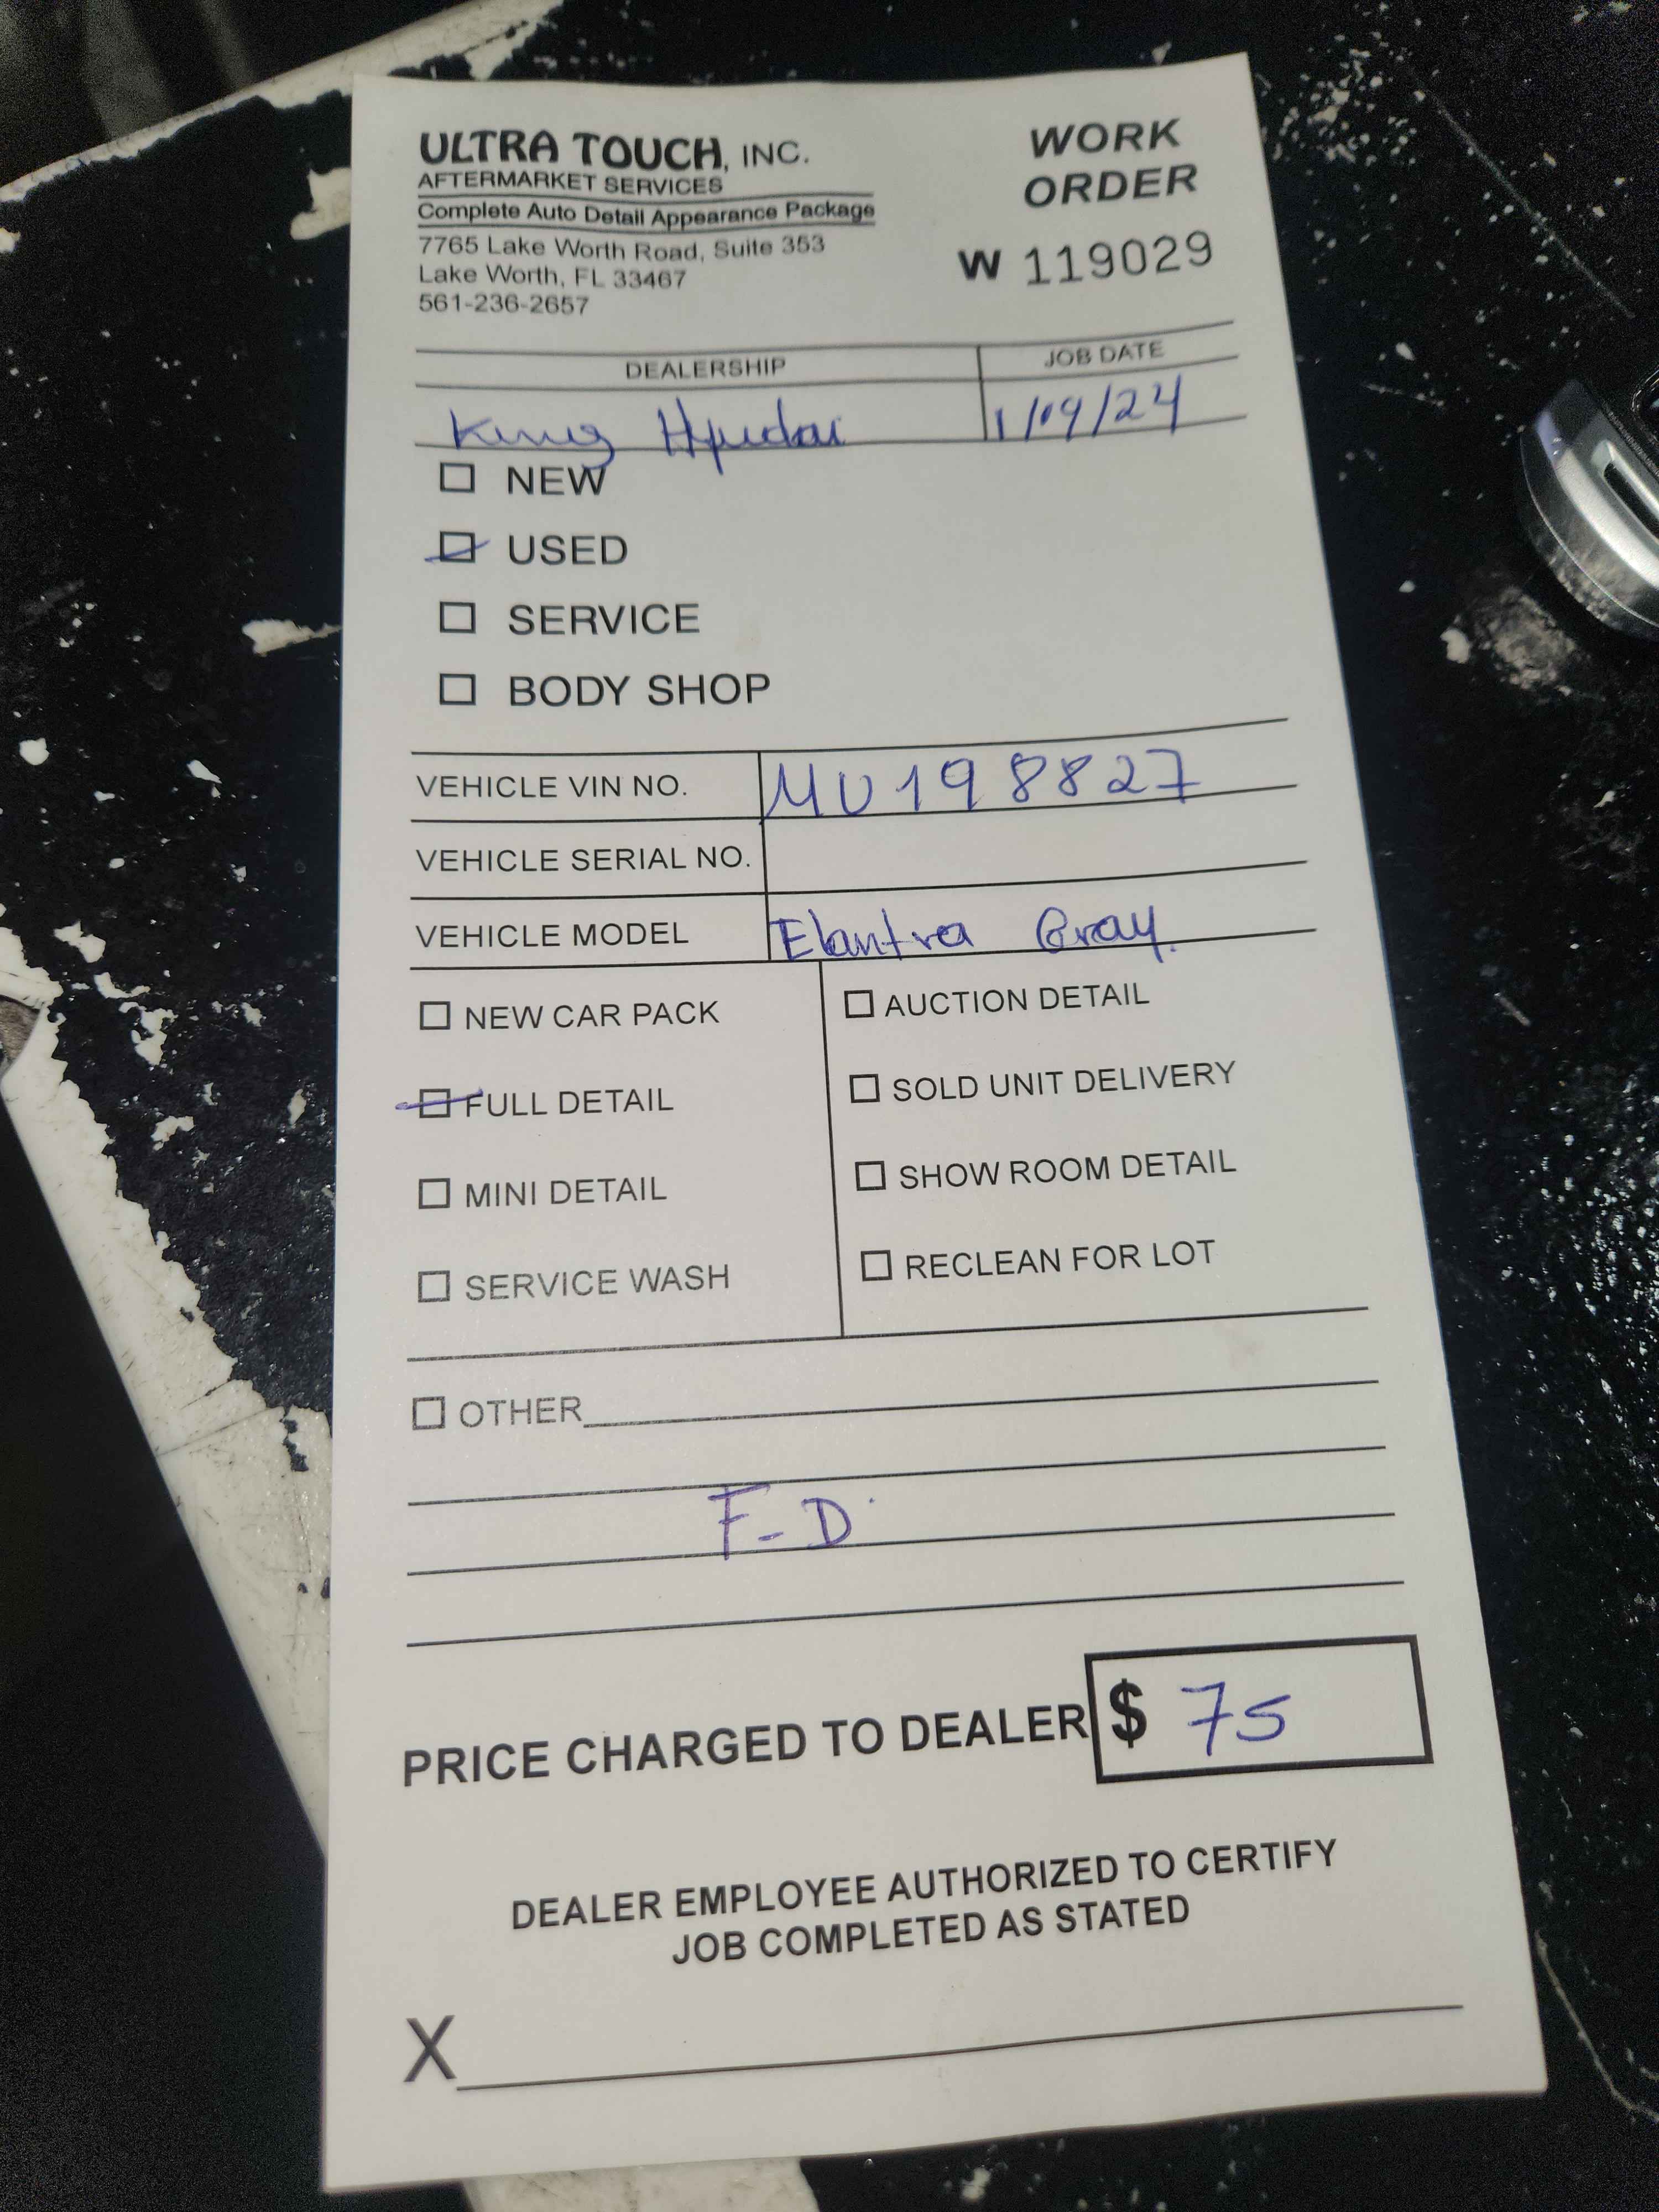 ULTRA TOUCH, INC.
AFTERMARKET SERVICES
Complete Auto Detail Appearance Package
7765 Lake Worth Road, Suite 353
Lake Worth, FL 33467
561-236-2657
WORK
ORDER
W 119029
DEALERSHIP
JOB DATE
King Hyudai
1/09/24
NEW
USED
SERVICE
BODY SHOP
VEHICLE VIN NO. MU198827
VEHICLE SERIAL NO.
VEHICLE MODEL Elantra Gray.
NEW CAR PACK
FULL DETAIL
MINI DETAIL
SERVICE WASH
AUCTION DETAIL
SOLD UNIT DELIVERY
SHOW ROOM DETAIL
RECLEAN FOR LOT
OTHER
F-D
PRICE CHARGED TO DEALER $ 75
DEALER EMPLOYEE AUTHORIZED TO CERTIFY
JOB COMPLETED AS STATED
X